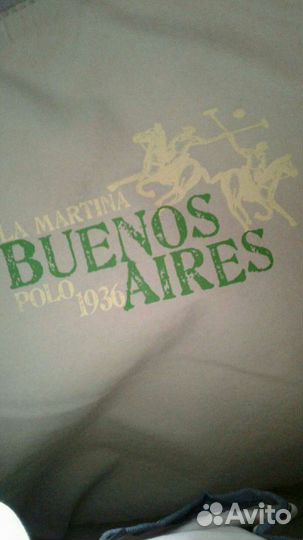 LA MARTINA
BUENOS
AIRES
POLO 1936
Avito